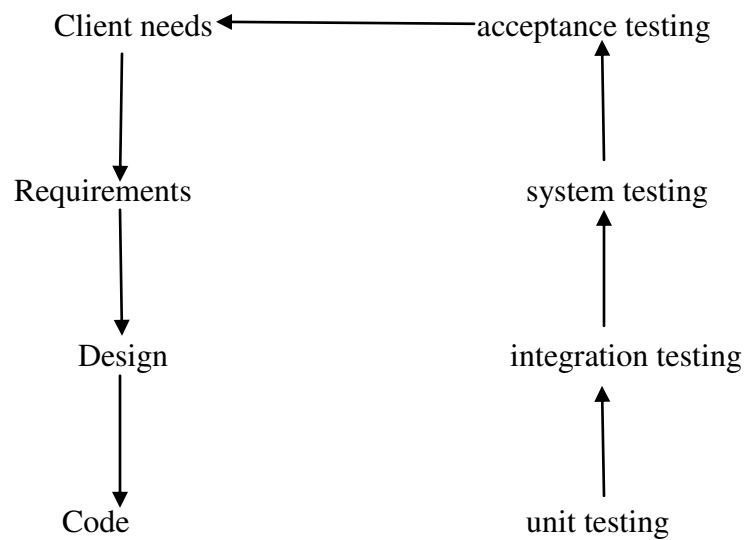 Client needs
acceptance testing
Requirements
system testing
Design
integration testing
Code
unit testing